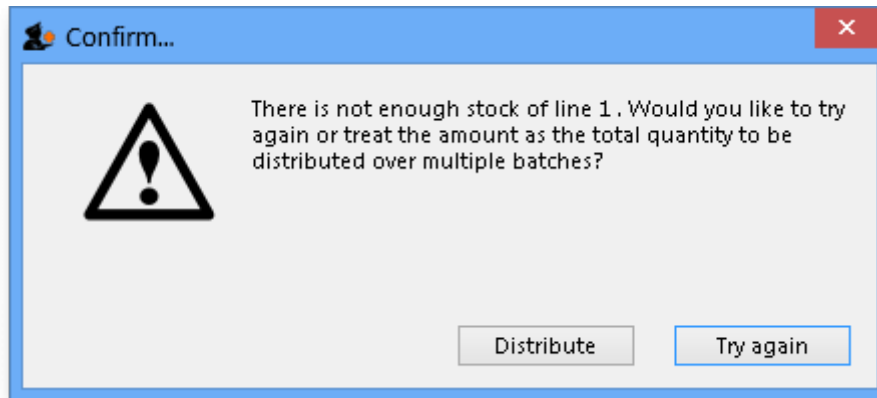 Confirm...
There is not enough stock of line 1 . Would you like to try
again or treat the amount as the total quantity to be
distributed over multiple batches?
Distribute
Try again